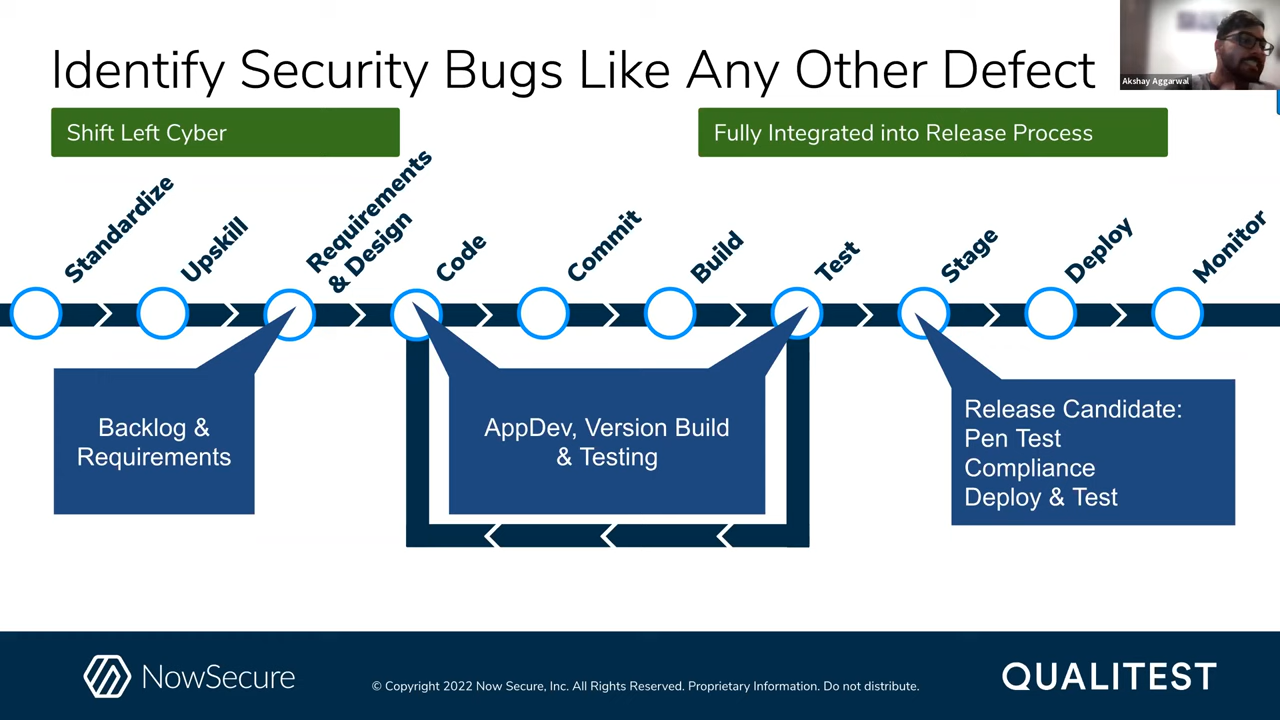 Identify Security Bugs Like Any Other Defect
Akshay Aggarwal
Shift Left Cyber
Fully Integrated into Release Process
Standardize
Upskill
Requirements
& Design
Code
Commit
Build
Test
Stage
Deploy
Monitor
Backlog &
Requirements
AppDev, Version Build
& Testing
Release Candidate:
Pen Test
Compliance
Deploy & Test
NowSecure
© Copyright 2022 Now Secure, Inc. All Rights Reserved. Proprietary Information. Do not distribute.
QUALITEST